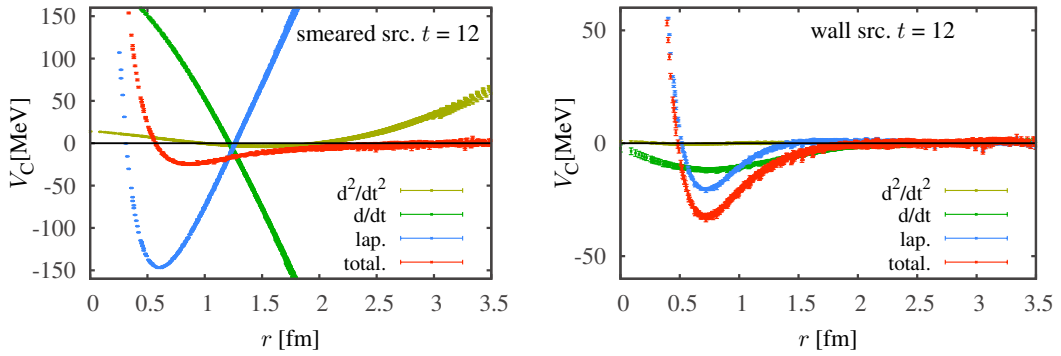 smeared src. t = 12
V_C[MeV]
150
100
50
0
-50
-100
-150
d²/dt²
d/dt
lap.
total.
0 0.5 1 1.5 2 2.5 3 3.5
r [fm]
wall src. t = 12
V_C[MeV]
50
0
-50
d²/dt²
d/dt
lap.
total.
0 0.5 1 1.5 2 2.5 3 3.5
r [fm]